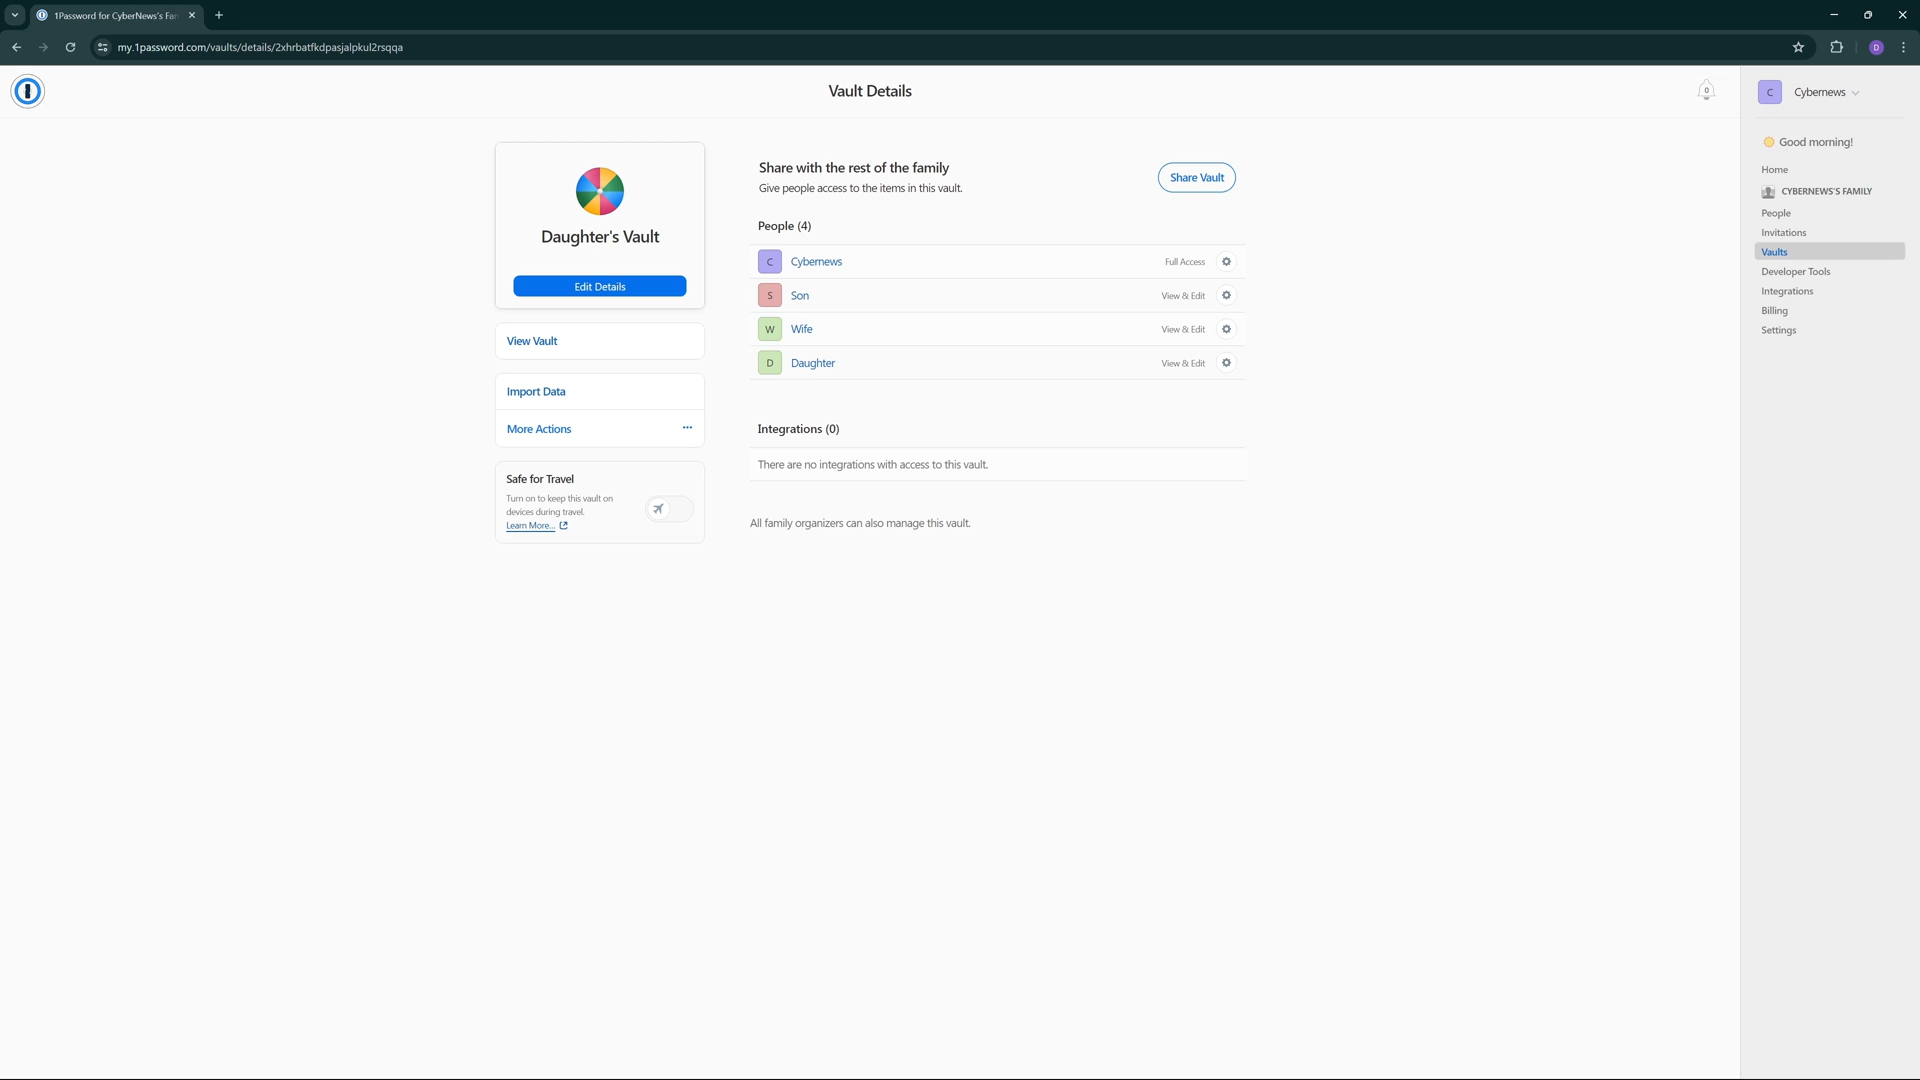 1Password for CyberNews's Fam
my.1password.com/vaults/details/2xhrbatfkdpasjalpkul2rsqqa
D
Vault Details
0
C Cybernews
Daughter's Vault
Edit Details
View Vault
Import Data
More Actions
Safe for Travel
Turn on to keep this vault on
devices during travel.
Learn More...
Share with the rest of the family
Give people access to the items in this vault.
Share Vault
People (4)
C Cybernews Full Access
S Son View & Edit
W Wife View & Edit
D Daughter View & Edit
Integrations (0)
There are no integrations with access to this vault.
All family organizers can also manage this vault.
Good morning!
Home
CYBERNEWS'S FAMILY
People
Invitations
Vaults
Developer Tools
Integrations
Billing
Settings